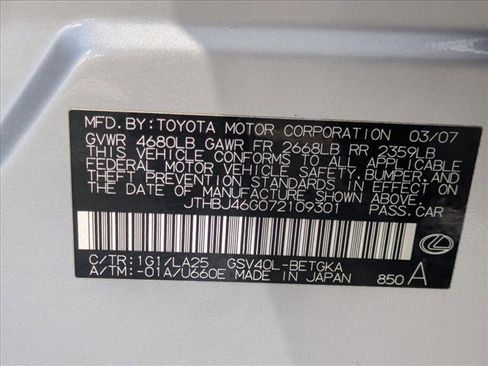 MFD. BY: TOYOTA MOTOR CORPORATION 03/07
GVWR 4680LB GAWR FR 2668LB RR 2359LB
THIS VEHICLE CONFORMS TO ALL APPLICABLE
FEDERAL MOTOR VEHICLE SAFETY,BUMPER,AND
THEFT PREVENTION STANDARDS IN EFFECT ON
THE DATE OF MANUFACTURE SHOWN ABOVE.
JTHBJ46G072109301 PASS.CAR
C/TR:1G1/LA25 GSV40L-BETGKA
A/TM:-01A/U660E MADE IN JAPAN 850 A